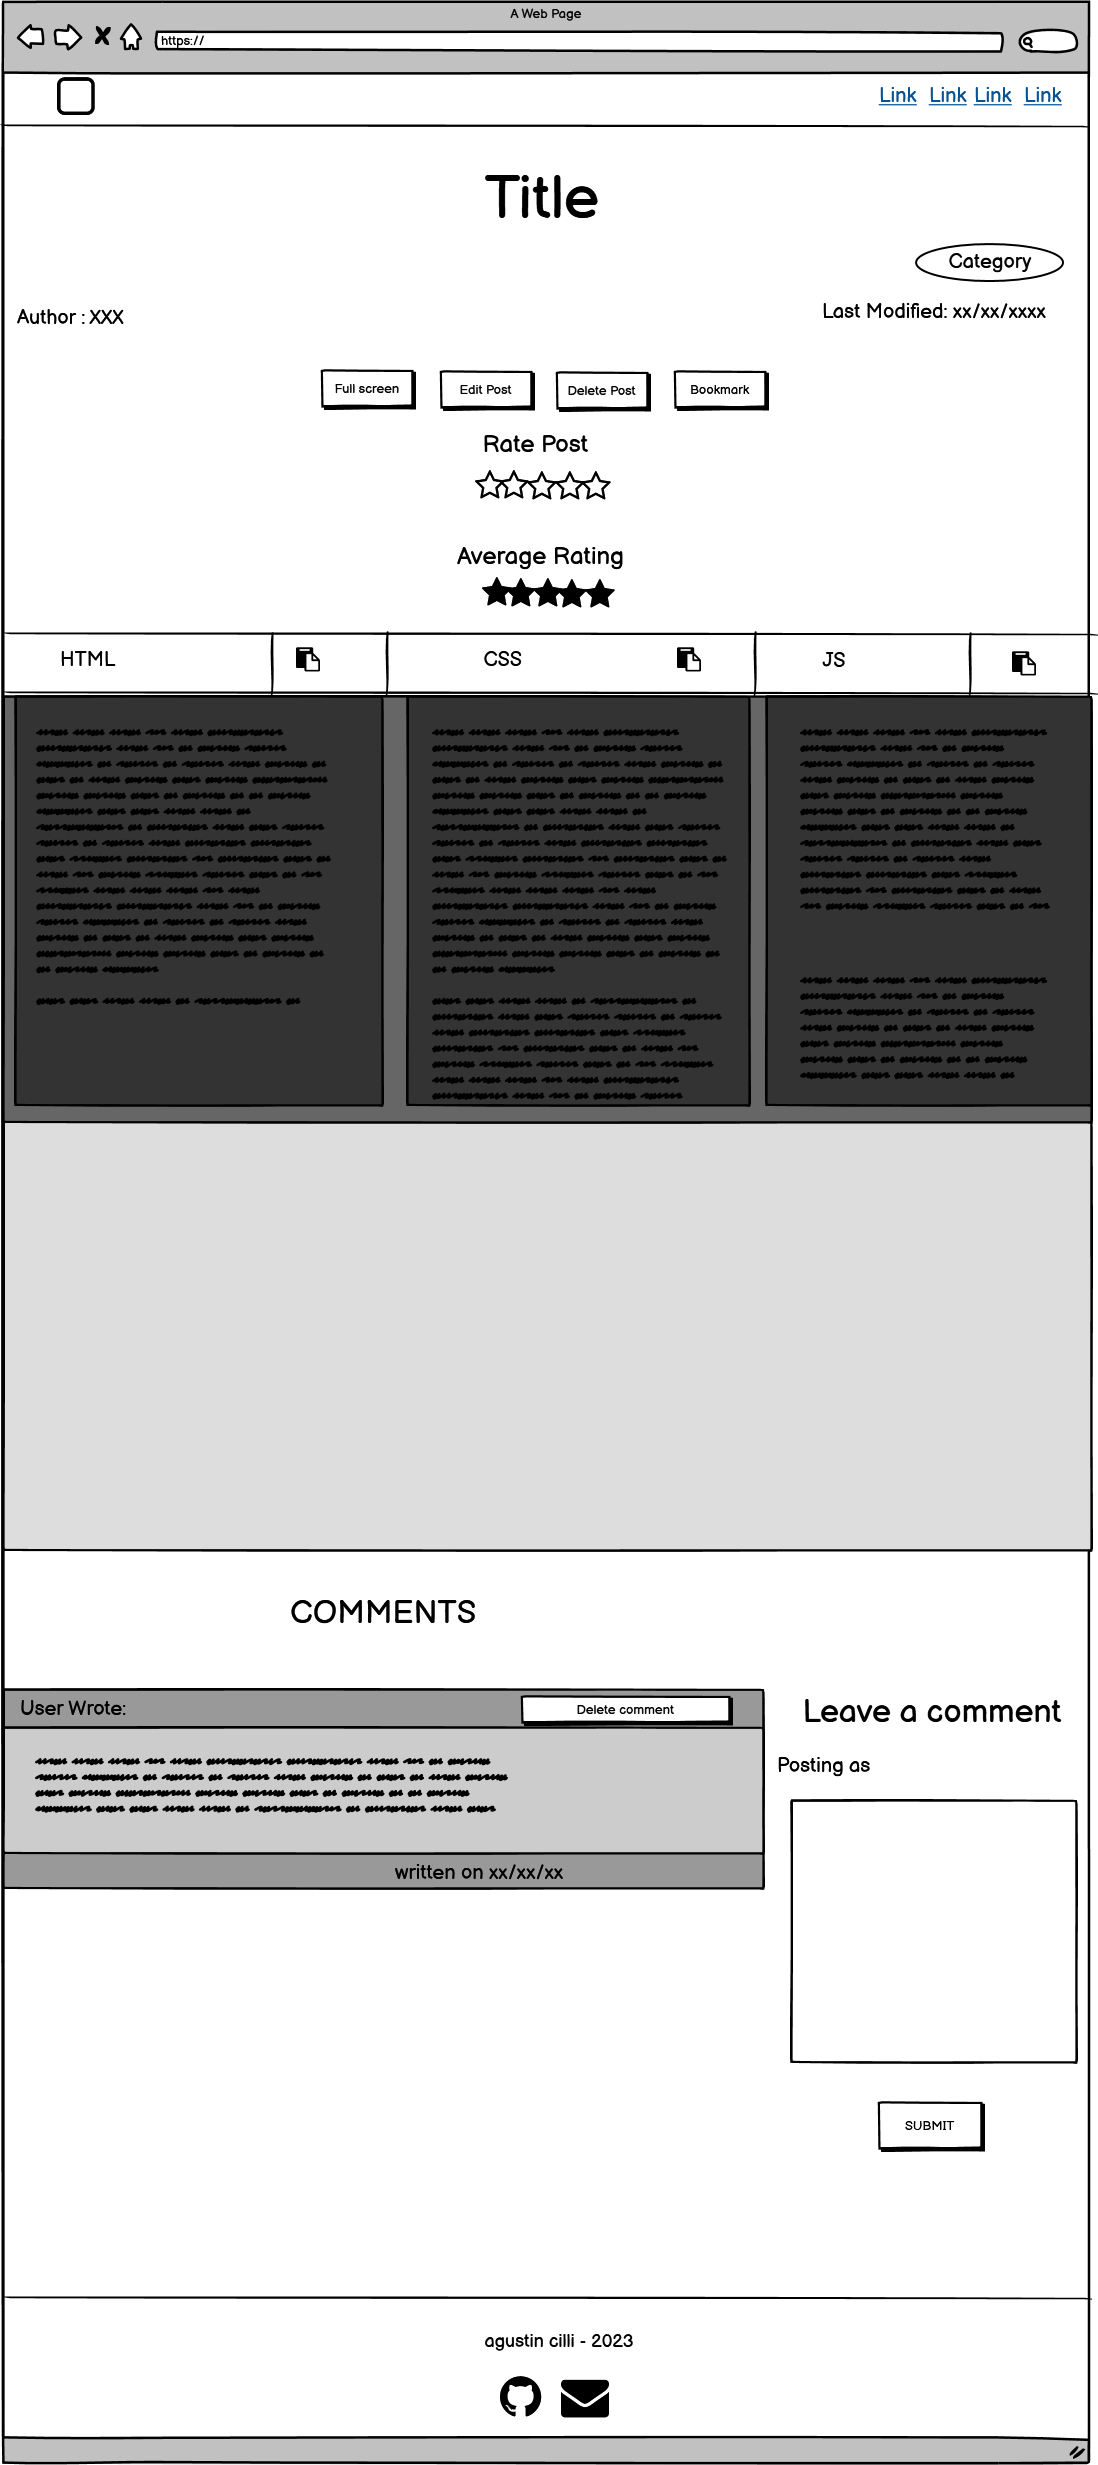 A Web Page
https://
Link Link Link Link
Title
Category
Author : XXX
Last Modified: xx/xx/xxxx
Full screen
Edit Post
Delete Post
Bookmark
Rate Post
Average Rating
HTML
CSS
JS
COMMENTS
User Wrote:
Delete comment
written on xx/xx/xx
Leave a comment
Posting as
SUBMIT
agustin cilli - 2023